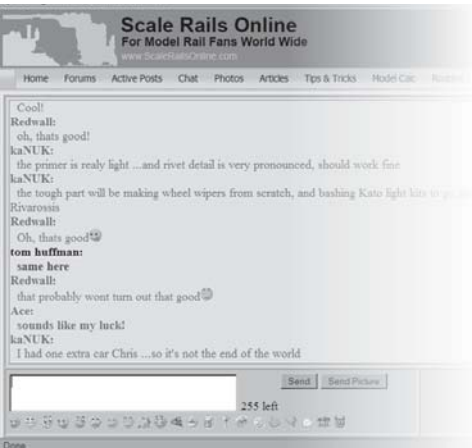 Scale Rails Online
For Model Rail Fans World Wide
www.ScaleRailsOnline.com
Home Forums Active Posts Chat Photos Articles Tips & Tricks Model Calc
Cool!
Redwall:
oh, thats good!
kaNUK:
the primer is realy light ...and rivet detail is very pronounced, should work fine
kaNUK:
the tough part will be making wheel wipers from scratch, and bashing Kato light kits to
Rivarossis
Redwall:
Oh, thats good
tom huffman:
same here
Redwall:
that probably wont turn out that good
Ace:
sounds like my luck!
kaNUK:
I had one extra car Chris ...so it's not the end of the world
Send Send Picture
255 left
Done